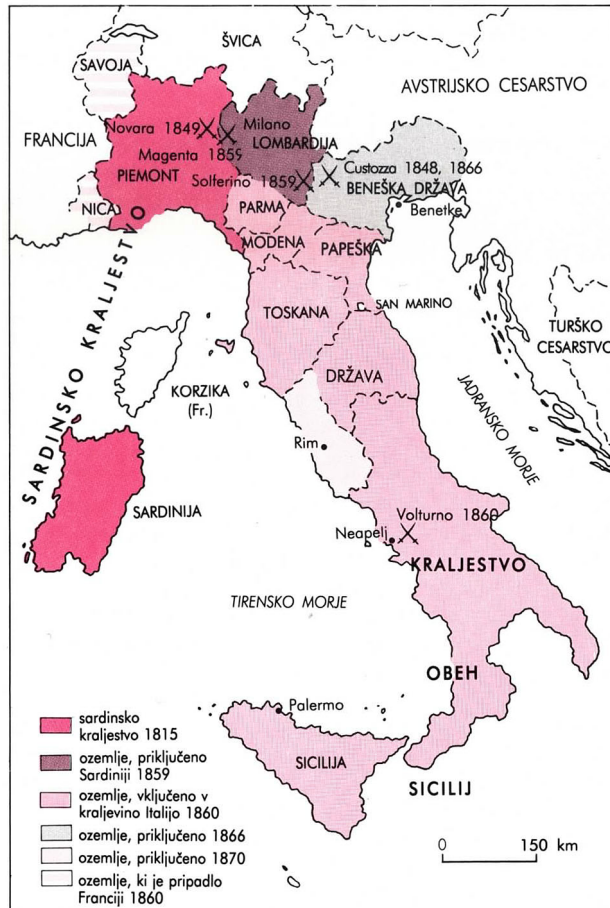 ŠVICA
SAVOJA
AVSTRIJSKO CESARSTVO
FRANCIJA
Novara 1849
Milano
LOMBARDIJA
Magenta 1859
PIEMONT
Solferino 1859
Custozza 1848, 1866
BENEŠKA DRŽAVA
Benetke
NICA
PARMA
MODENA
PAPEŠKA
SAN MARINO
TOSKANA
TURŠKO
CESARSTVO
DRŽAVA
SARDINSKO KRALJESTVO
KORZIKA
(Fr.)
JADRANSKO MORJE
Rim
SARDINIJA
Volturno 1860
Neapelj
KRALJESTVO
TIRENSKO MORJE
OBEH
Palermo
SICILIJA
SICILIJ
sardinsko
kraljestvo 1815
ozemlje, priključeno
Sardiniji 1859
ozemlje, vključeno v
kraljevino Italijo 1860
ozemlje, priključeno 1866
ozemlje, priključeno 1870
ozemlje, ki je pripadlo
Franciji 1860
0 150 km